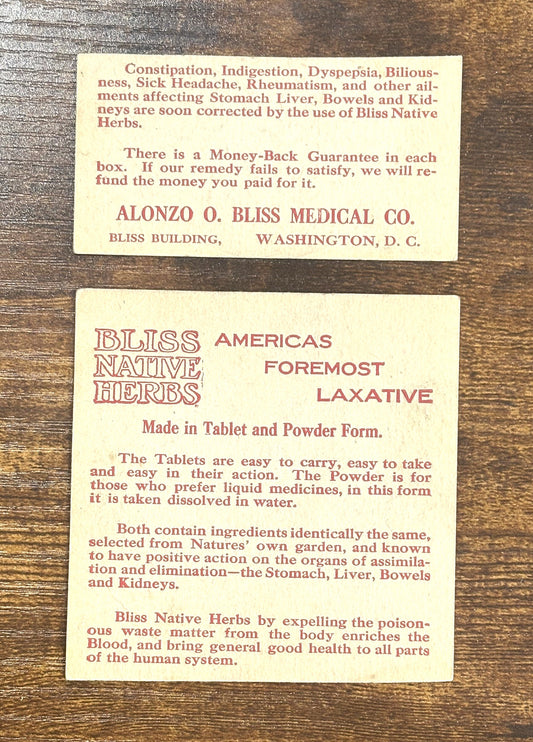 Constipation, Indigestion, Dyspepsia, Bilious-
ness, Sick Headache, Rheumatism, and other ail-
ments affecting Stomach Liver, Bowels and Kid-
neys are soon corrected by the use of Bliss Native
Herbs.
There is a Money-Back Guarantee in each
box. If our remedy fails to satisfy, we will re-
fund the money you paid for it.
ALONZO O. BLISS MEDICAL CO.
BLISS BUILDING, WASHINGTON, D. C.
BLISS
NATIVE
HERBS
AMERICAS
FOREMOST
LAXATIVE
Made in Tablet and Powder Form.
The Tablets are easy to carry, easy to take
and easy in their action. The Powder is for
those who prefer liquid medicines, in this form
it is taken dissolved in water.
Both contain ingredients identically the same,
selected from Natures' own garden, and known
to have positive action on the organs of assimila-
tion and elimination—the Stomach, Liver, Bowels
and Kidneys.
Bliss Native Herbs by expelling the poison-
ous waste matter from the body enriches the
Blood, and bring general good health to all parts
of the human system.